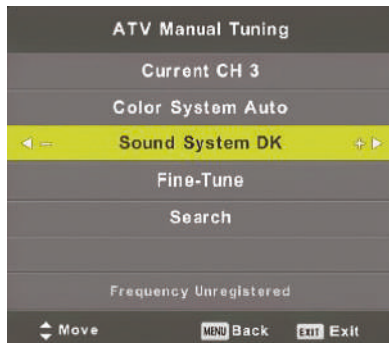 ATV Manual Tuning
Current CH 3
Color System Auto
Sound System DK
Fine-Tune
Search
Frequency Unregistered
Move MENU Back EXIT Exit